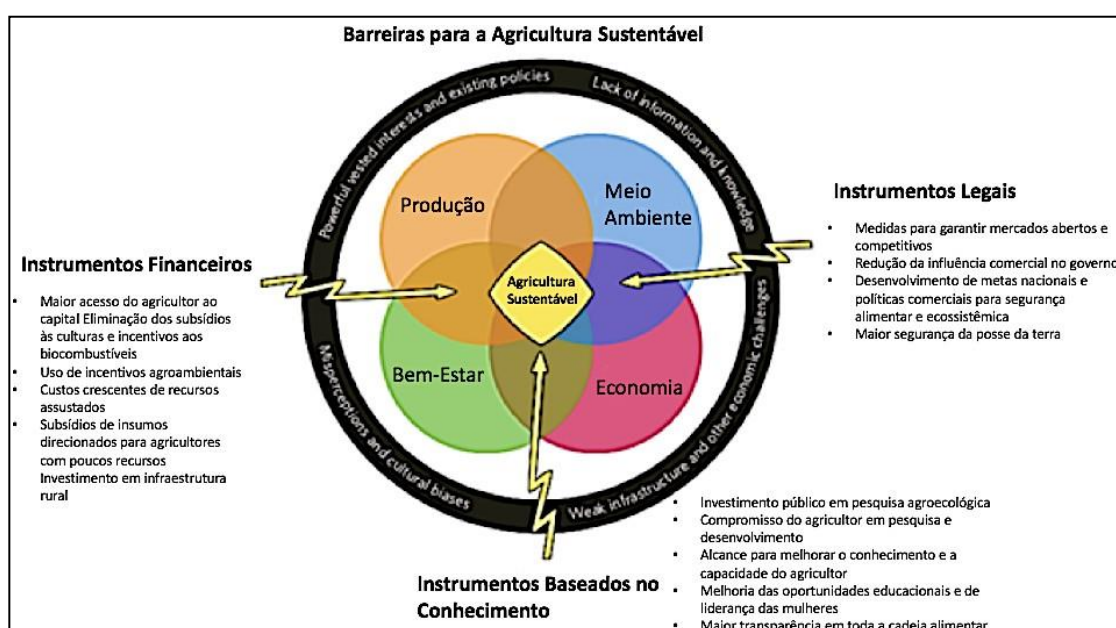 Barreiras para a Agricultura Sustentável
Powerful vested interests and existing policies
Lack of information and knowledge
Misperceptions and cultural biases
Weak infrastructure and other economic challenges
Produção
Meio
Ambiente
Agricultura
Sustentável
Bem-Estar
Economia
Instrumentos Financeiros
• Maior acesso do agricultor ao
capital Eliminação dos subsídios
às culturas e incentivos aos
biocombustíveis
• Uso de incentivos agroambientais
• Custos crescentes de recursos
assustados
• Subsídios de insumos
direcionados para agricultores
com poucos recursos
Investimento em infraestrutura
rural
Instrumentos Legais
• Medidas para garantir mercados abertos e
competitivos
• Redução da influência comercial no governo
• Desenvolvimento de metas nacionais e
políticas comerciais para segurança
alimentar e ecossistêmica
• Maior segurança da posse da terra
Instrumentos Baseados no
Conhecimento
• Investimento público em pesquisa agroecológica
• Compromisso do agricultor em pesquisa e
desenvolvimento
• Alcance para melhorar o conhecimento e a
capacidade do agricultor
• Melhoria das oportunidades educacionais e de
liderança das mulheres
• Maior transparência em toda a cadeia alimentar